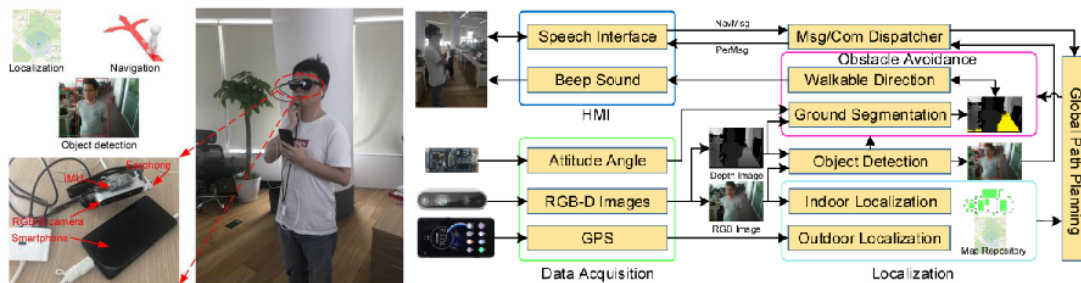 Localization
Navigation
Object detection
Earphone
IMU
RGB-D camera
Smartphone
Speech Interface
NavMsg
Msg/Com Dispatcher
PerMsg
Obstacle Avoidance
Beep Sound
Walkable Direction
HMI
Ground Segmentation
Attitude Angle
Depth Image
Object Detection
RGB-D Images
Indoor Localization
RGB Image
GPS
Outdoor Localization
Map Repository
Data Acquisition
Localization
Global Path Planning